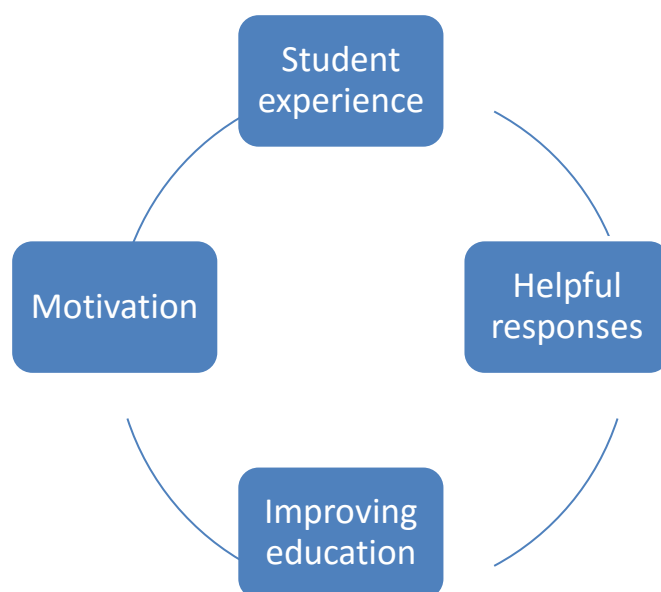 Student
experience
Helpful
responses
Improving
education
Motivation